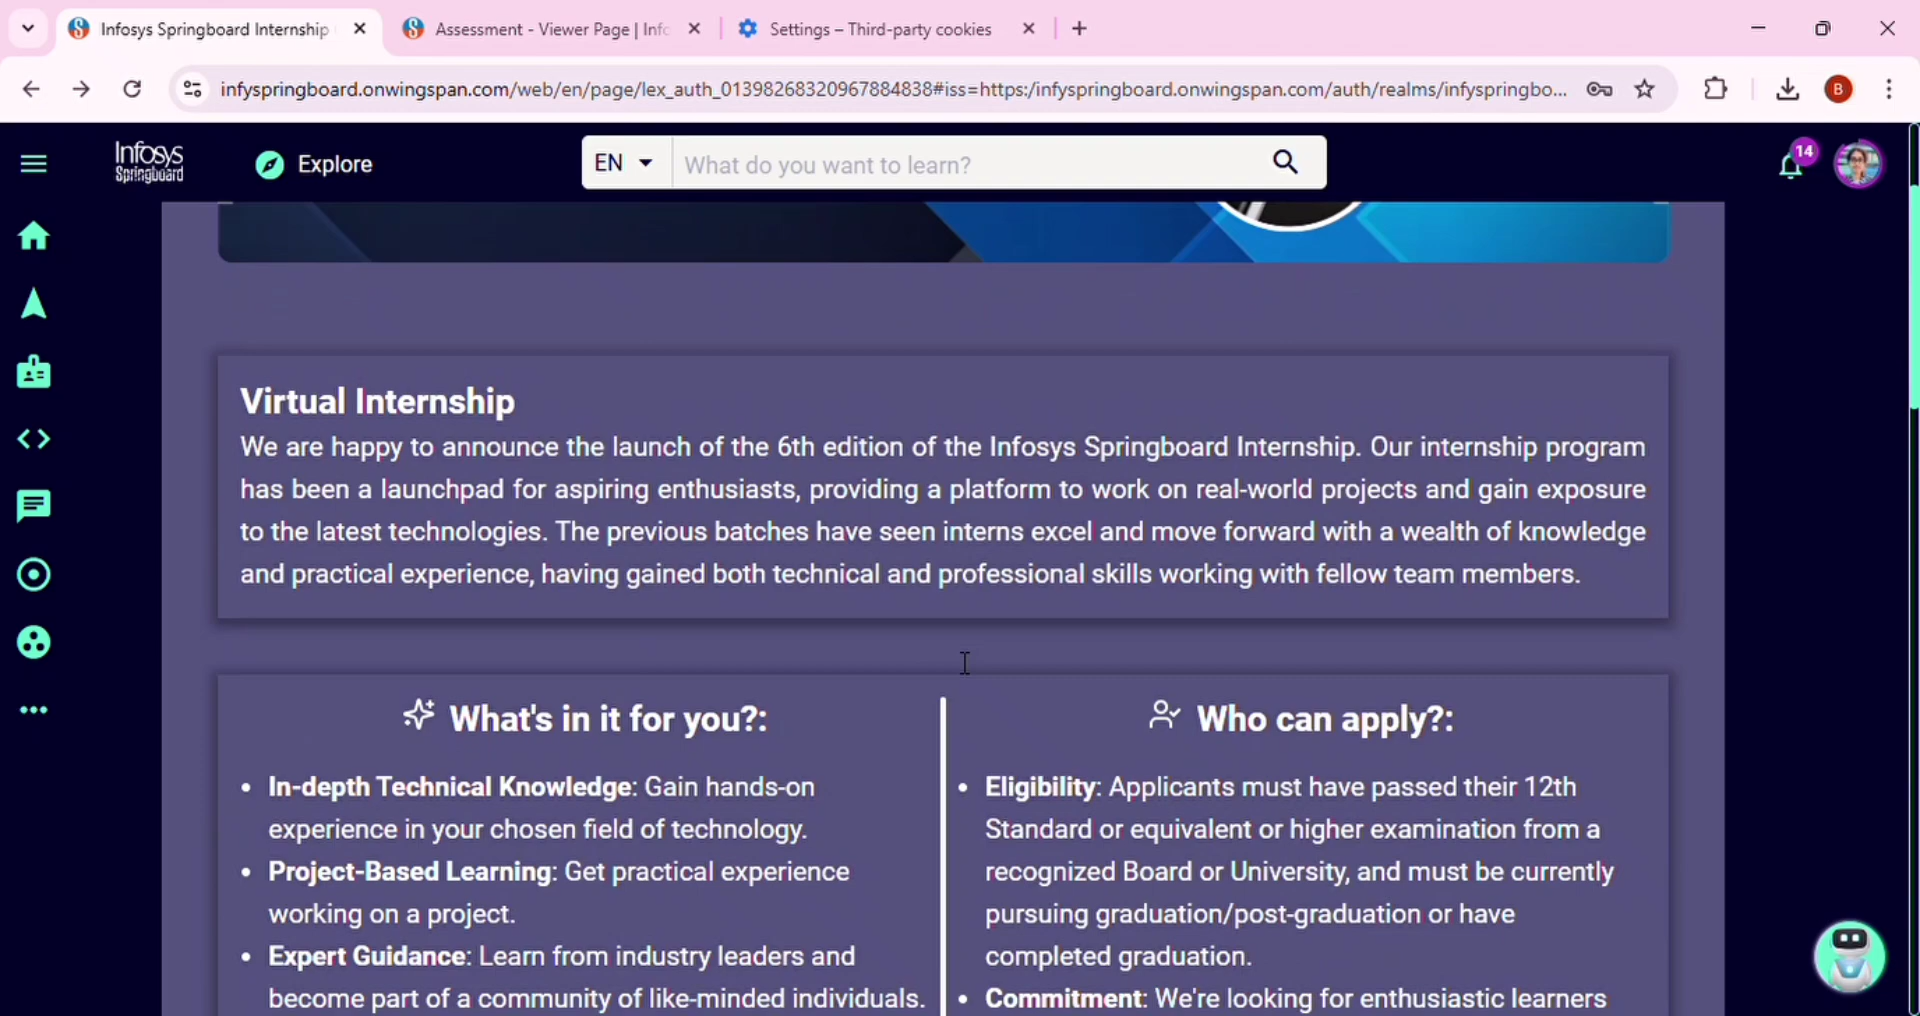 Infosys Springboard Internship
Assessment - Viewer Page | Info
Settings – Third-party cookies
infyspringboard.onwingspan.com/web/en/page/lex_auth_01398268320967884838#iss=https:/infyspringboard.onwingspan.com/auth/realms/infyspringbo...
B
Infosys
Springboard
Explore
EN
What do you want to learn?
14
Virtual Internship
We are happy to announce the launch of the 6th edition of the Infosys Springboard Internship. Our internship program
has been a launchpad for aspiring enthusiasts, providing a platform to work on real-world projects and gain exposure
to the latest technologies. The previous batches have seen interns excel and move forward with a wealth of knowledge
and practical experience, having gained both technical and professional skills working with fellow team members.
What's in it for you?:
• In-depth Technical Knowledge: Gain hands-on
experience in your chosen field of technology.
• Project-Based Learning: Get practical experience
working on a project.
• Expert Guidance: Learn from industry leaders and
become part of a community of like-minded individuals.
Who can apply?:
• Eligibility: Applicants must have passed their 12th
Standard or equivalent or higher examination from a
recognized Board or University, and must be currently
pursuing graduation/post-graduation or have
completed graduation.
• Commitment: We're looking for enthusiastic learners